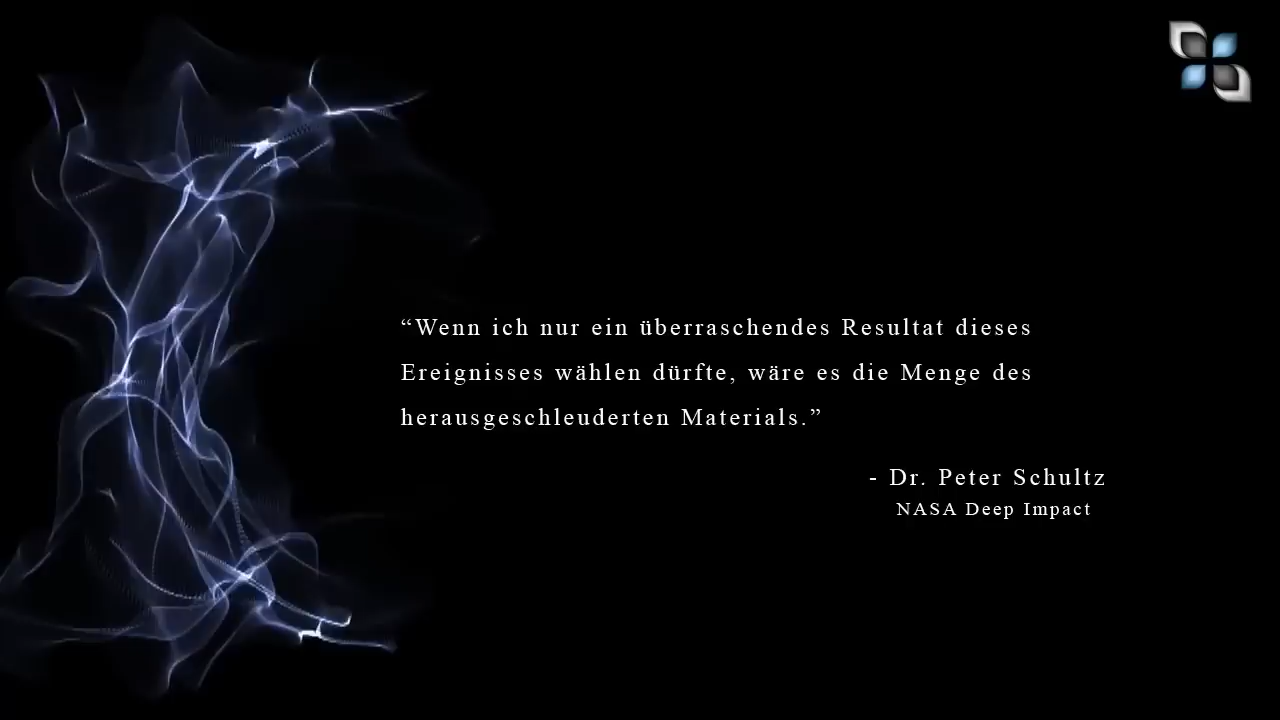 “Wenn ich nur ein überraschendes Resultat dieses
Ereignisses wählen dürfte, wäre es die Menge des
herausgeschleuderten Materials.”
- Dr. Peter Schultz
NASA Deep Impact